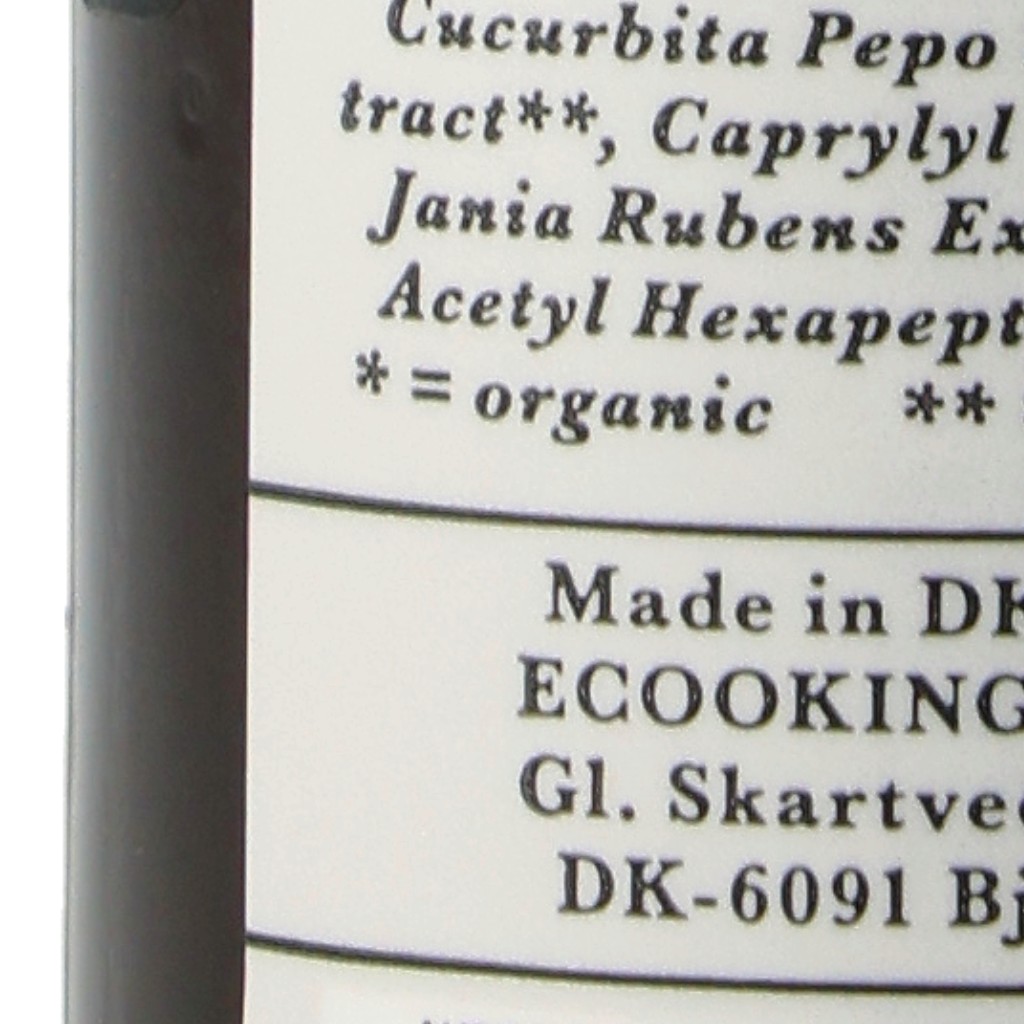 Cucurbita Pepo
tract**, Caprylyl
Jania Rubens Ex
Acetyl Hexapept
* = organic **
Made in DK
ECOOKING
Gl. Skartve
DK-6091 Bj